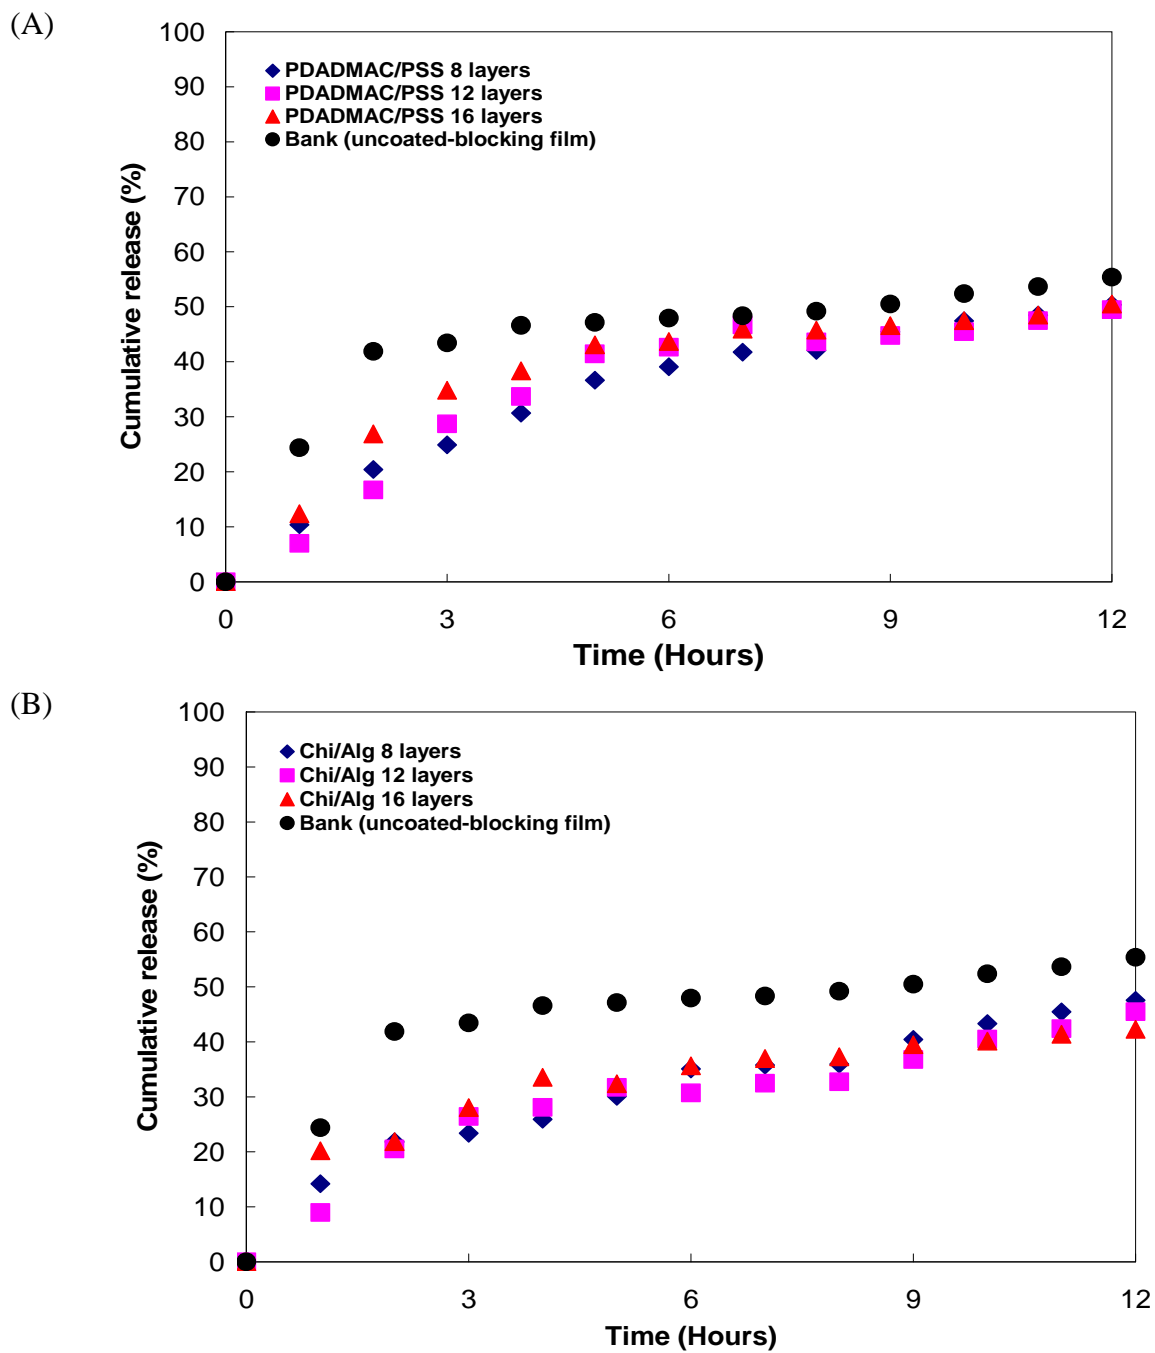 (A)
100
90
80
70
60
50
40
30
20
10
0
Cumulative release (%)
PDADMAC/PSS 8 layers
PDADMAC/PSS 12 layers
PDADMAC/PSS 16 layers
Bank (uncoated-blocking film)
0 3 6 9 12
Time (Hours)
(B)
100
90
80
70
60
50
40
30
20
10
0
Cumulative release (%)
Chi/Alg 8 layers
Chi/Alg 12 layers
Chi/Alg 16 layers
Bank (uncoated-blocking film)
0 3 6 9 12
Time (Hours)